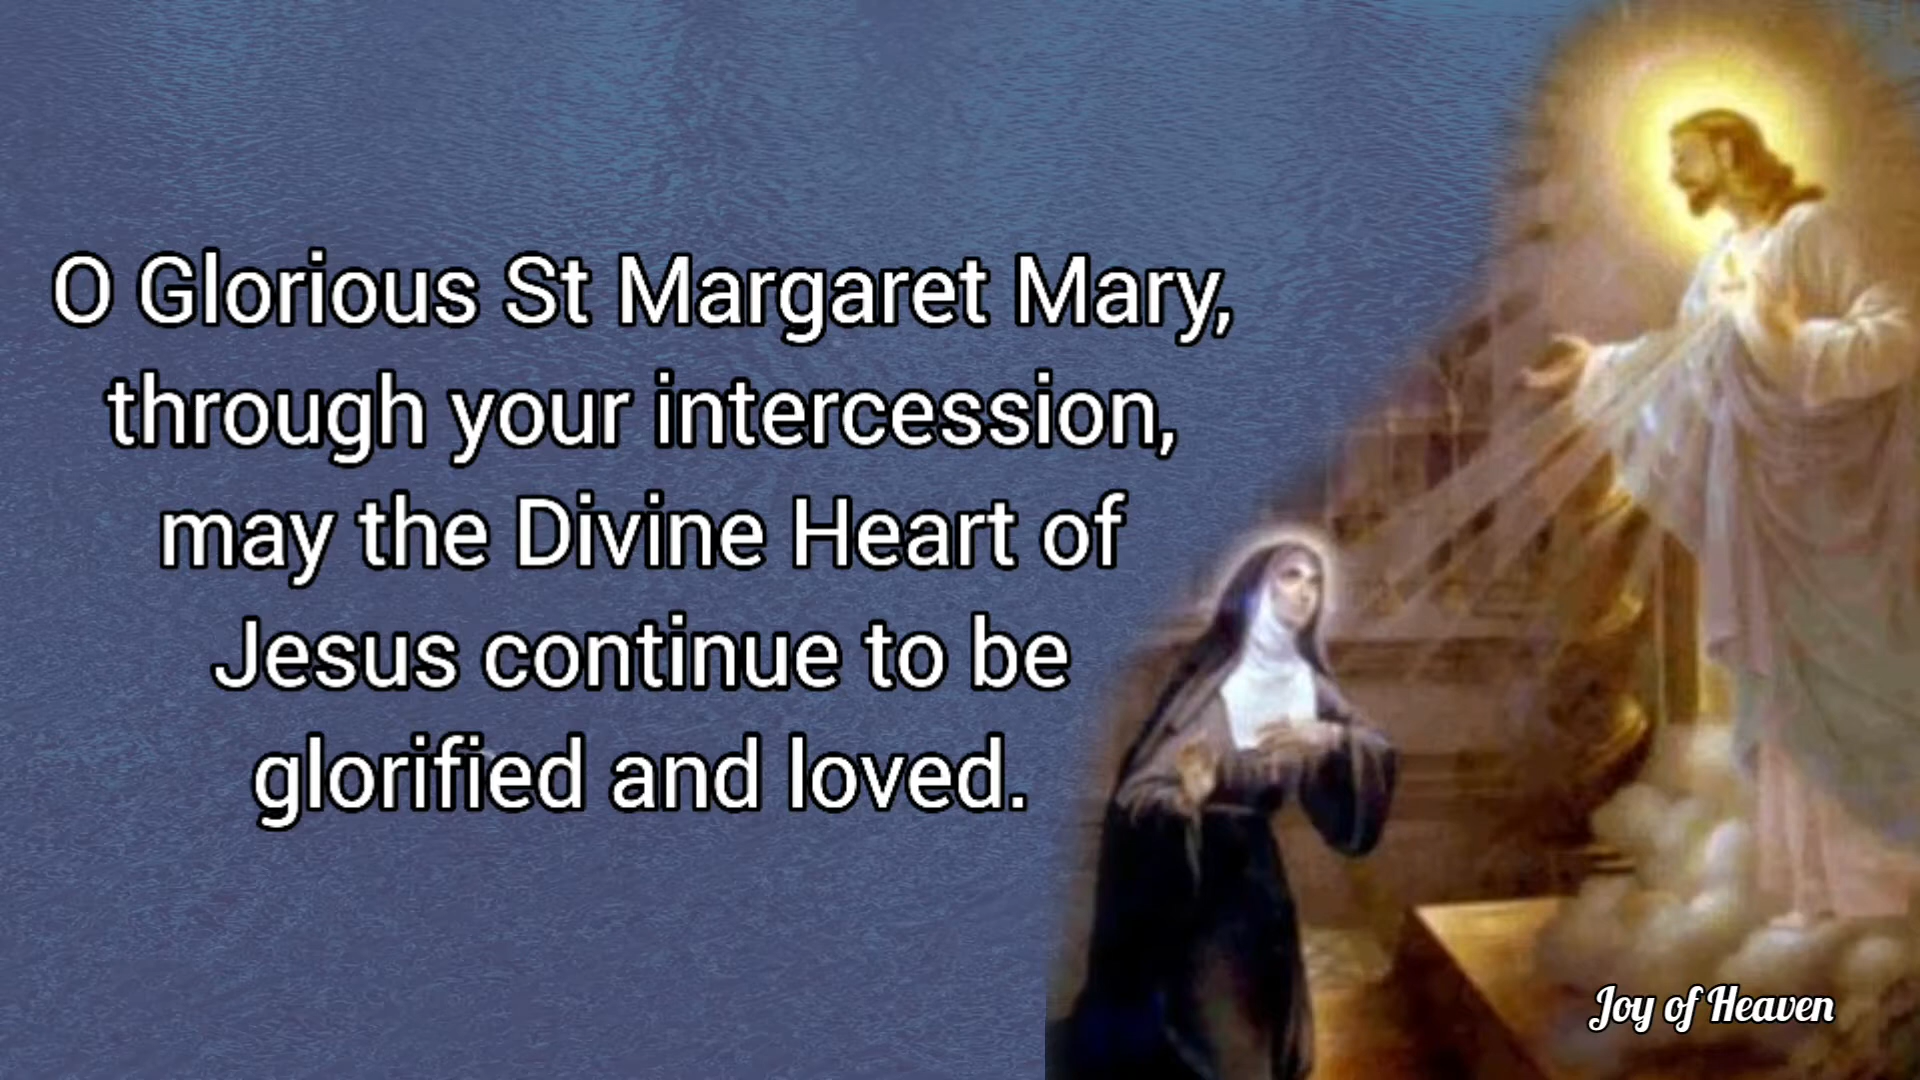 O Glorious St Margaret Mary,
through your intercession,
may the Divine Heart of
Jesus continue to be
glorified and loved.
Joy of Heaven